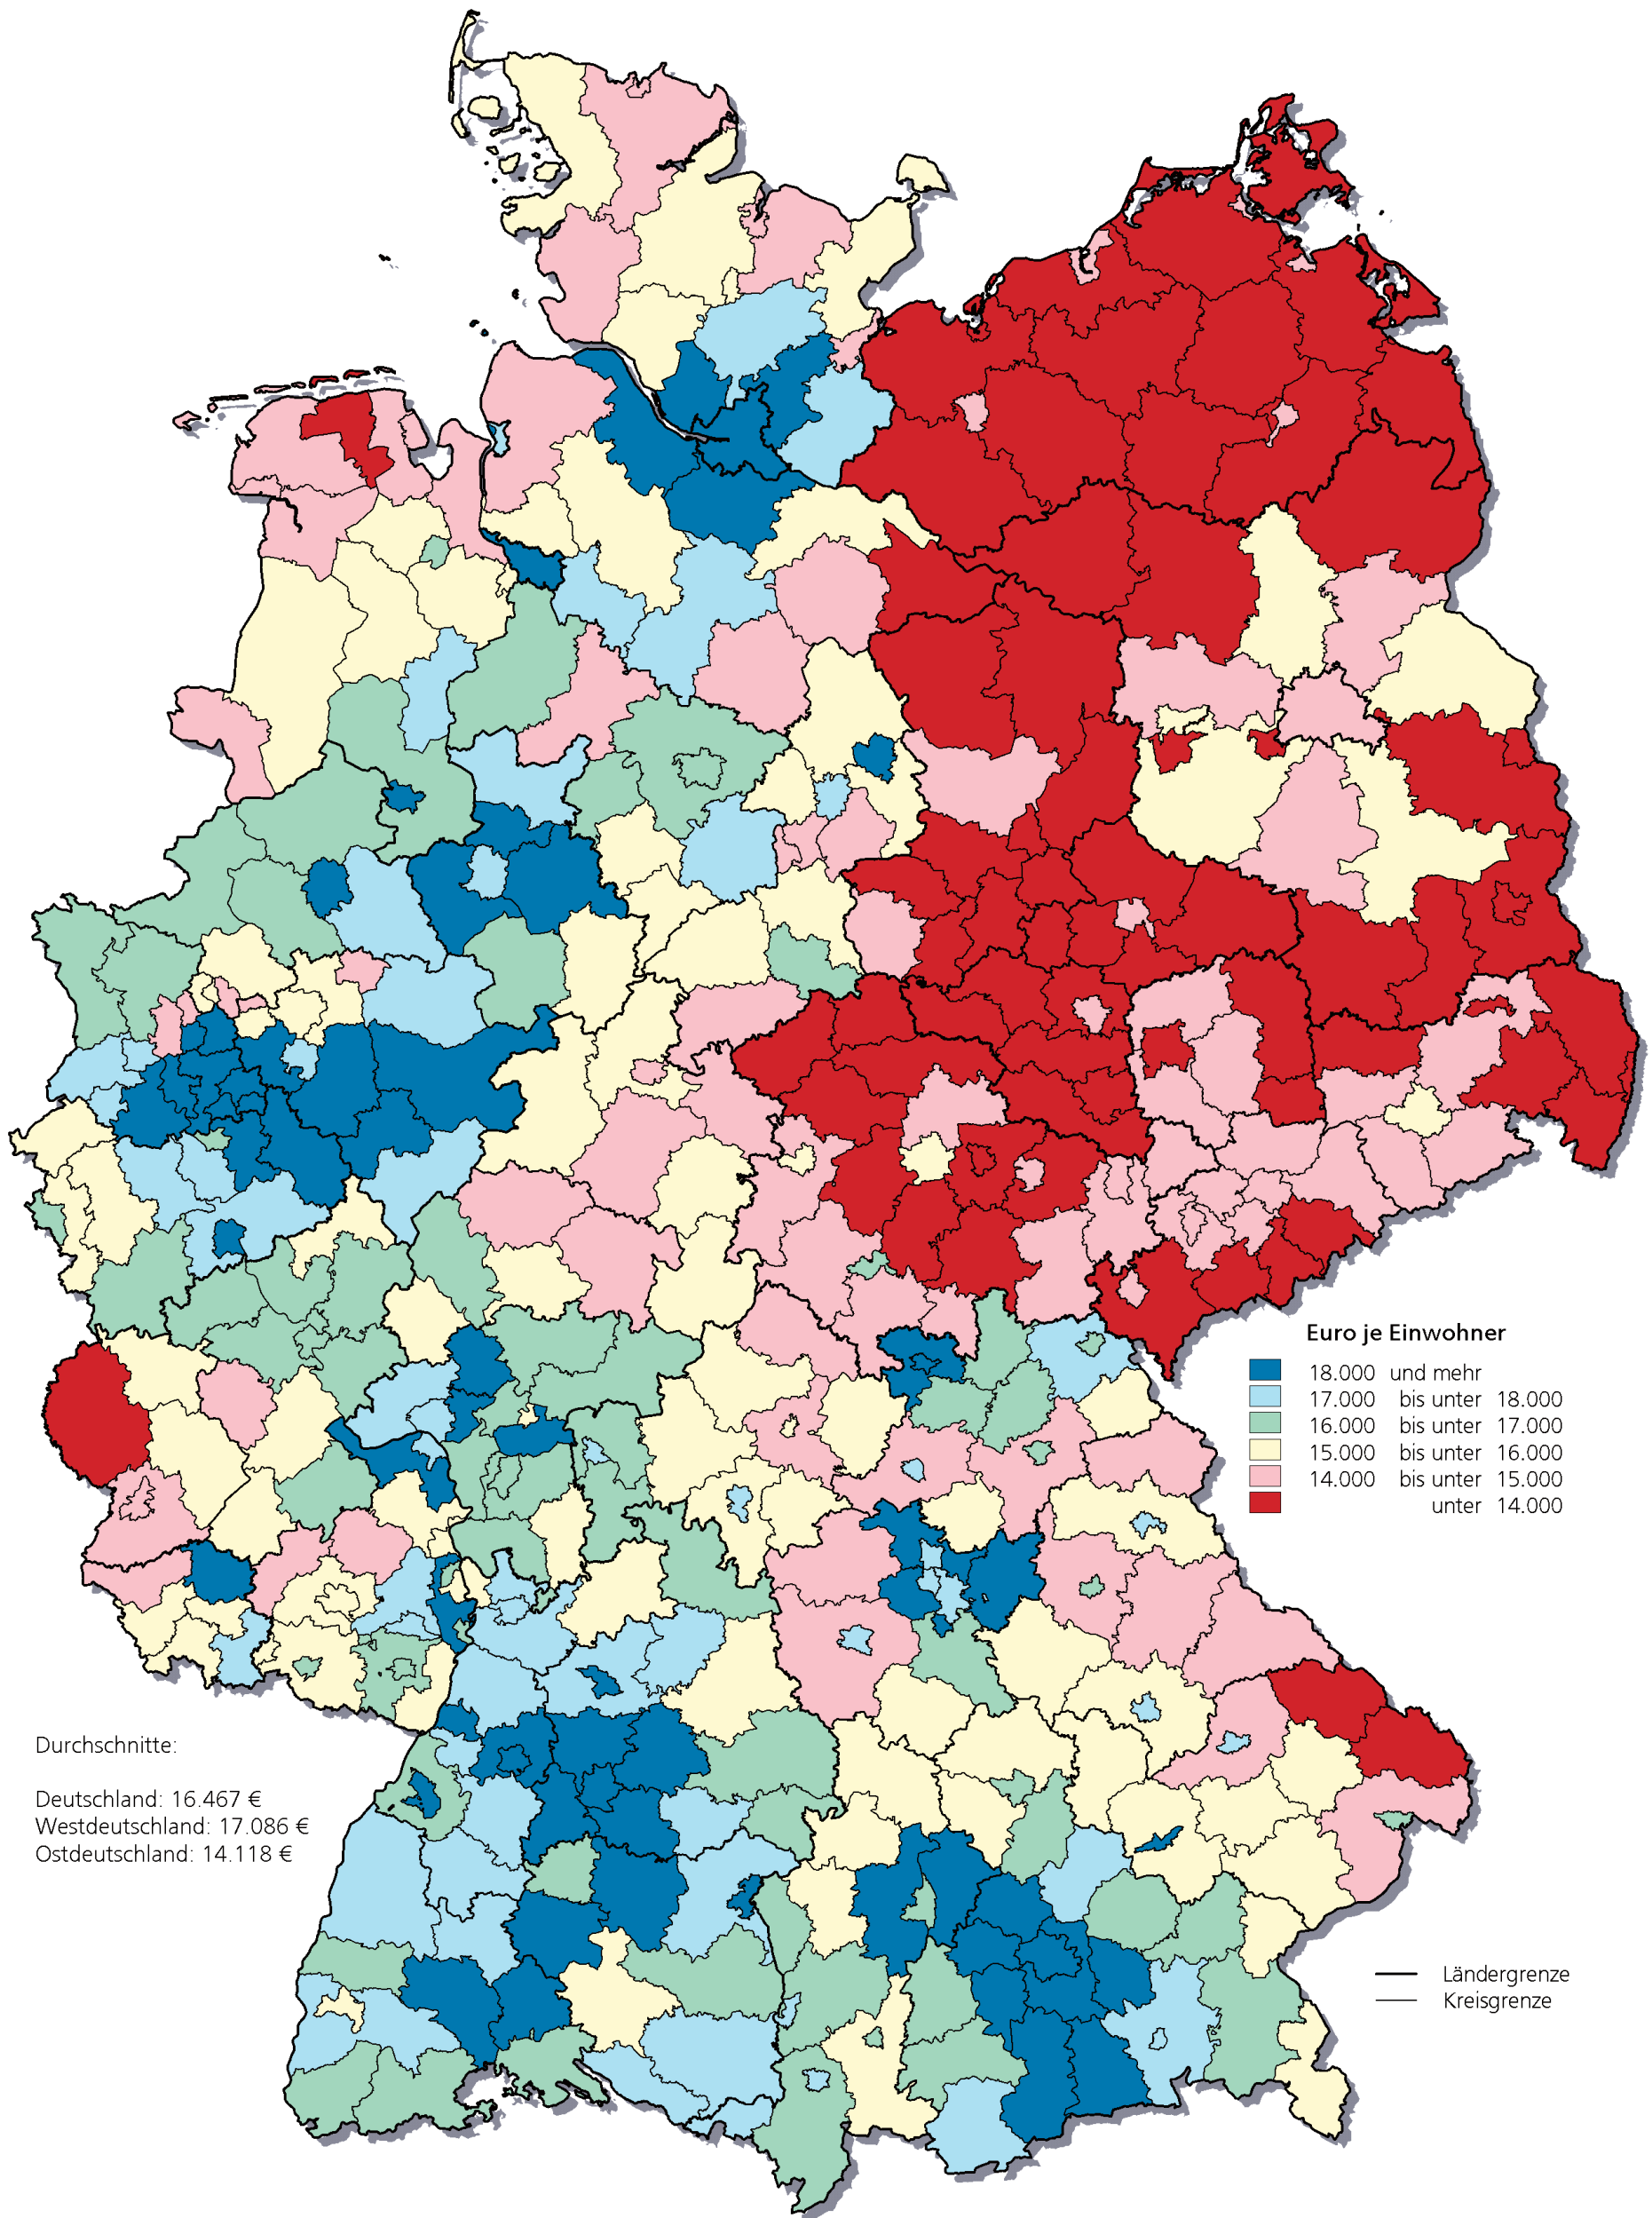 Euro je Einwohner
18.000 und mehr
17.000 bis unter 18.000
16.000 bis unter 17.000
15.000 bis unter 16.000
14.000 bis unter 15.000
unter 14.000
Durchschnitte:
Deutschland: 16.467 €
Westdeutschland: 17.086 €
Ostdeutschland: 14.118 €
Ländergrenze
Kreisgrenze